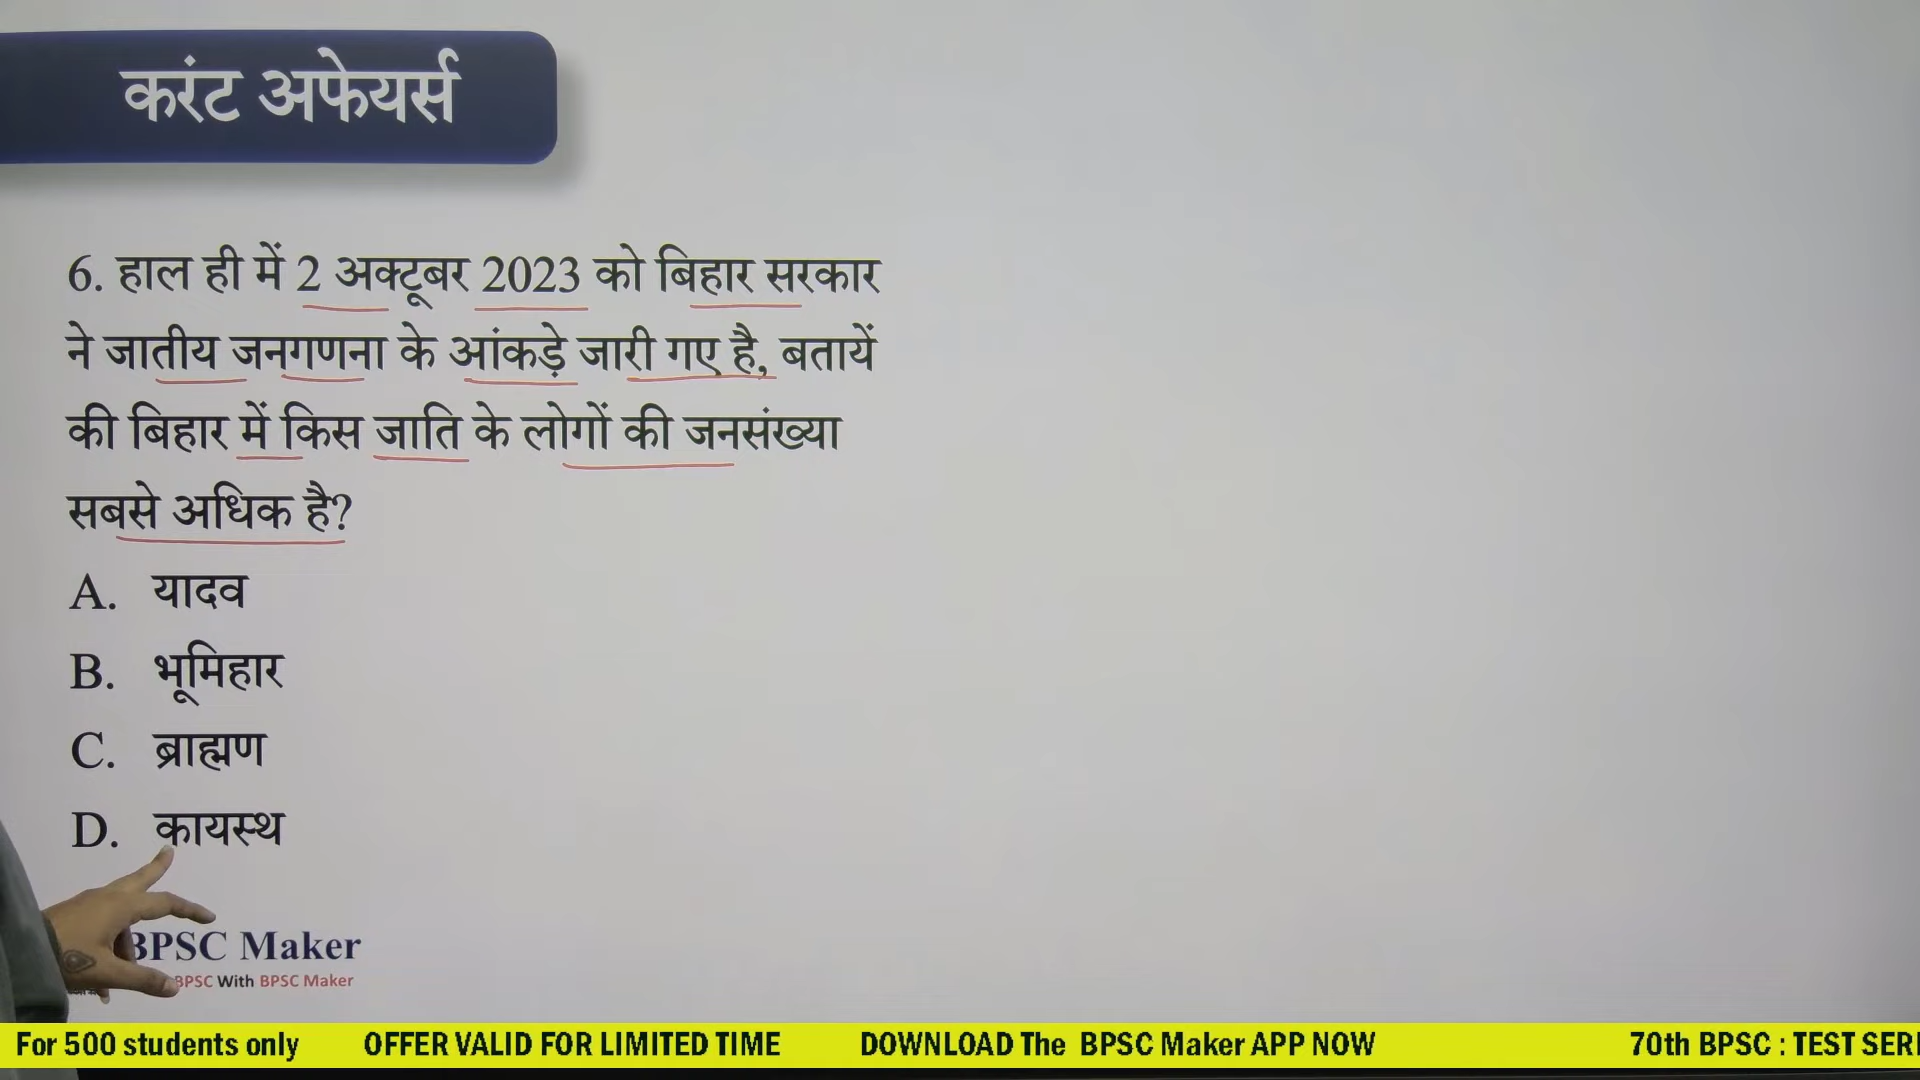 करंट अफेयर्स
6. हाल ही में 2 अक्टूबर 2023 को बिहार सरकार
ने जातीय जनगणना के आंकड़े जारी गए है, बतायें
की बिहार में किस जाति के लोगों की जनसंख्या
सबसे अधिक है?
A. यादव
B. भूमिहार
C. ब्राह्मण
D. कायस्थ
BPSC Maker
BPSC With BPSC Maker
For 500 students only OFFER VALID FOR LIMITED TIME DOWNLOAD The BPSC Maker APP NOW 70th BPSC : TEST SERI